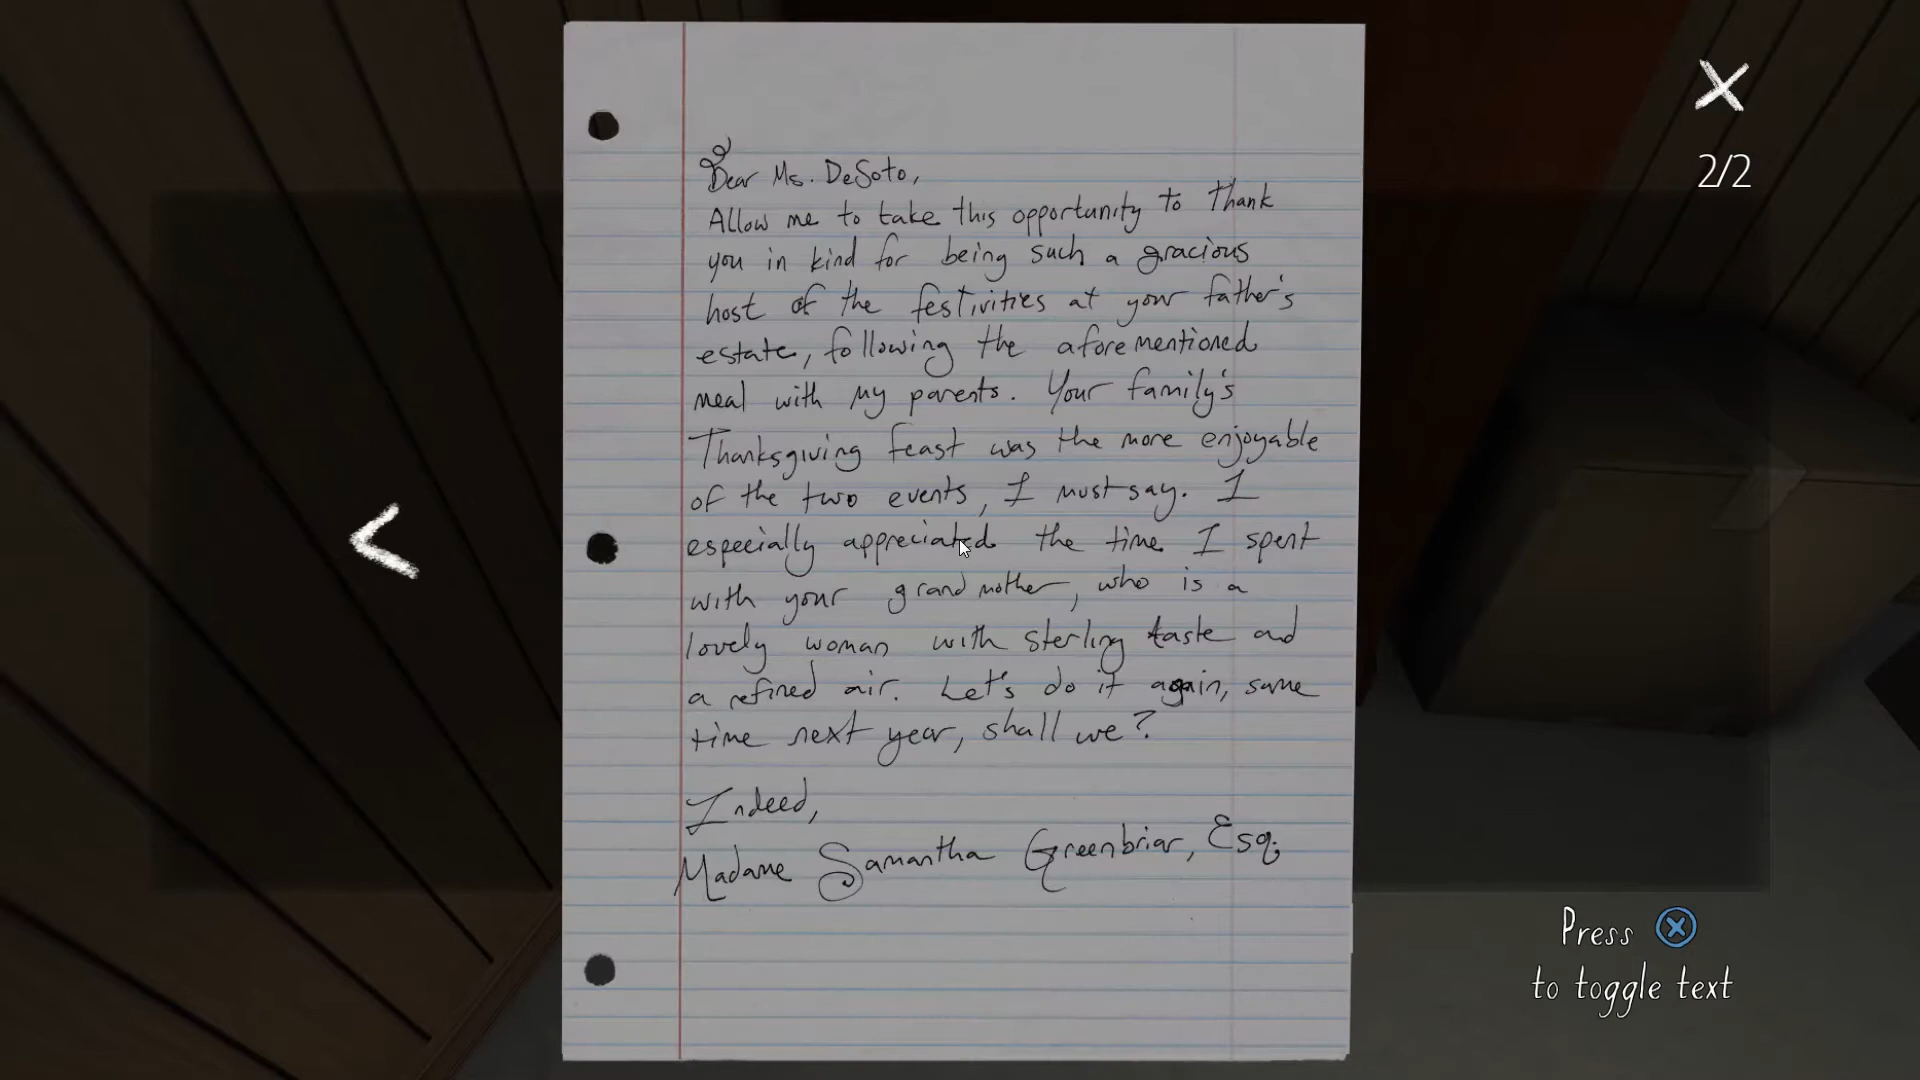 Dear Ms. DeSoto,
Allow me to take this opportunity to thank
you in kind for being such a gracious
host of the festivities at your father's
estate, following the aforementioned
meal with my parents. Your family's
Thanksgiving feast was the more enjoyable
of the two events, I must say. I
especially appreciated the time I spent
with your grandmother, who is a
lovely woman with sterling taste and
a refined air. Let's do it again, same
time next year, shall we?
Indeed,
Madame Samantha Greenbriar, Esq.
2/2
Press
to toggle text